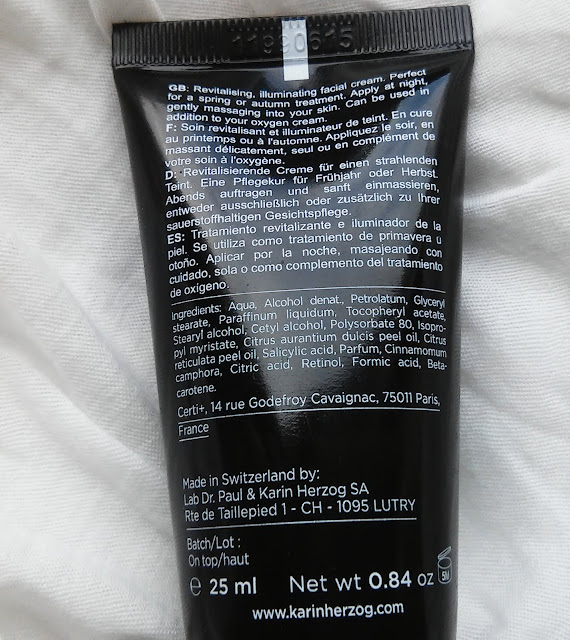 11990615
GB: Revitalising, illuminating facial cream. Perfect
for a spring or autumn treatment. Apply at night,
gently massaging into your skin. Can be used in
addition to your oxygen cream.
F: Soin revitalisant et illuminateur de teint. En cure
au printemps ou à l'automne. Appliquez le soir, en
massant délicatement, seul ou en complément de
votre soin à l'oxygène.
D: Revitalisierende Creme für einen strahlenden
Teint. Eine Pflegekur für Frühjahr oder Herbst.
Abends auftragen und sanft einmassieren,
entweder ausschließlich oder zusätzlich zu Ihrer
sauerstoffhaltigen Gesichtspflege.
ES: Tratamiento revitalizante e iluminador de la
piel. Se utiliza como tratamiento de primavera u
otoño. Aplicar por la noche, masajeando con
cuidado, sola o como complemento del tratamiento
de oxigeno.
Ingredients: Aqua, Alcohol denat., Petrolatum, Glyceryl
stearate, Paraffinum liquidum, Tocopheryl acetate,
Stearyl alcohol, Cetyl alcohol, Polysorbate 80, Isopro-
pyl myristate, Citrus aurantium dulcis peel oil, Citrus
reticulata peel oil, Salicylic acid, Parfum, Cinnamomum
camphora, Citric acid, Retinol, Formic acid, Beta-
carotene.
Certi+, 14 rue Godefroy Cavaignac, 75011 Paris,
France
Made in Switzerland by:
Lab Dr. Paul & Karin Herzog SA
Rte de Taillepied 1 - CH - 1095 LUTRY
Batch/Lot :
On top/haut
e 25 ml Net wt 0.84 oz
www.karinherzog.com